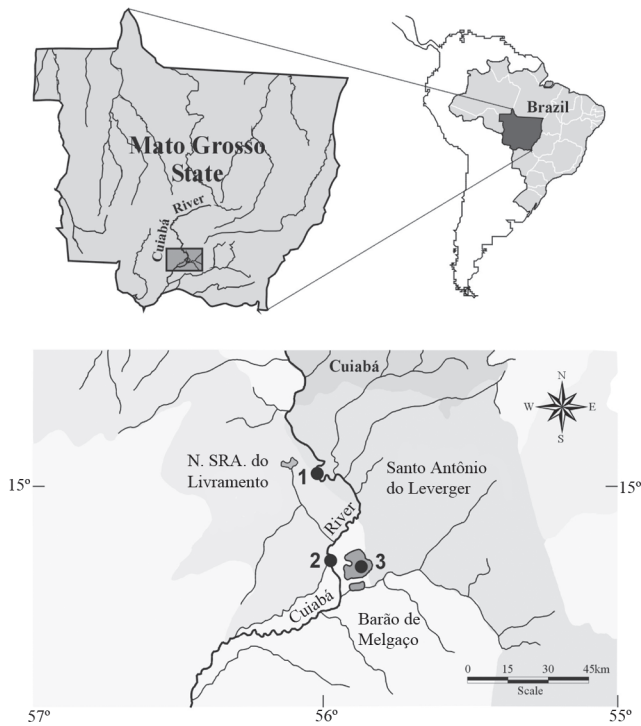 Brazil
Mato Grosso
State
River
Cuiabá
Cuiabá
N
W E
S
N. SRA. do
Livramento
1
Santo Antônio
do Leverger
15º
15º
River
2
3
Cuiabá
Barão de
Melgaço
0 15 30 45km
Scale
57º 56º 55º